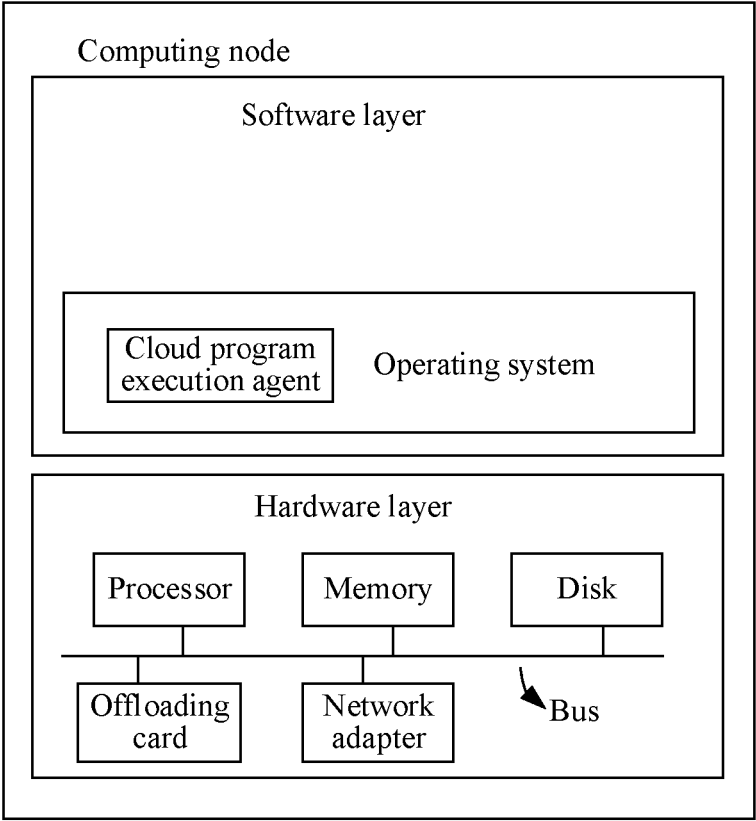 Computing node
Software layer
Cloud program
execution agent
Operating system
Hardware layer
Processor
Memory
Disk
Offloading
card
Network
adapter
Bus